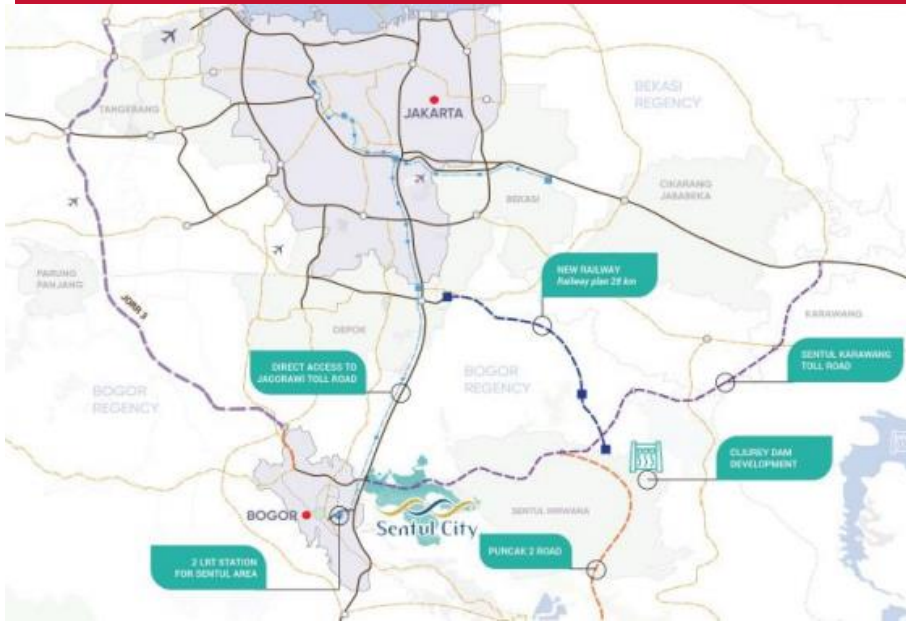 TANGERANG
JAKARTA
BEKASI
REGENCY
BEKASI
CIKARANG
JABABEKA
PARUNG
PANJANG
JORR 3
NEW RAILWAY
Railway plan 28 km
DEPOK
KARAWANG
DIRECT ACCESS TO
JAGORAWI TOLL ROAD
BOGOR
REGENCY
BOGOR
REGENCY
SENTUL KARAWANG
TOLL ROAD
CIJUREY DAM
DEVELOPMENT
BOGOR
Sentul City
SENTUL NIRWANA
2 LRT STATION
FOR SENTUL AREA
PUNCAK 2 ROAD